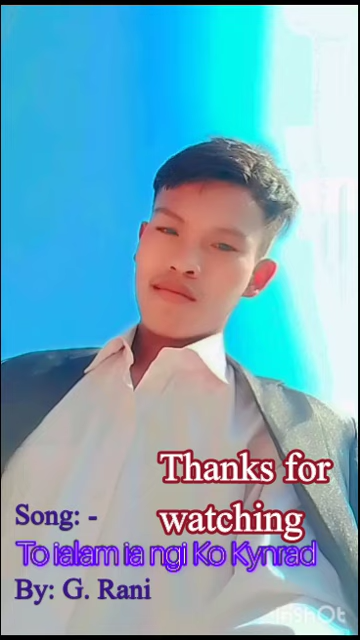 Thanks for
watching
Song: -
To ialam ia ngi Ko Kynrad
By: G. Rani
InShOt